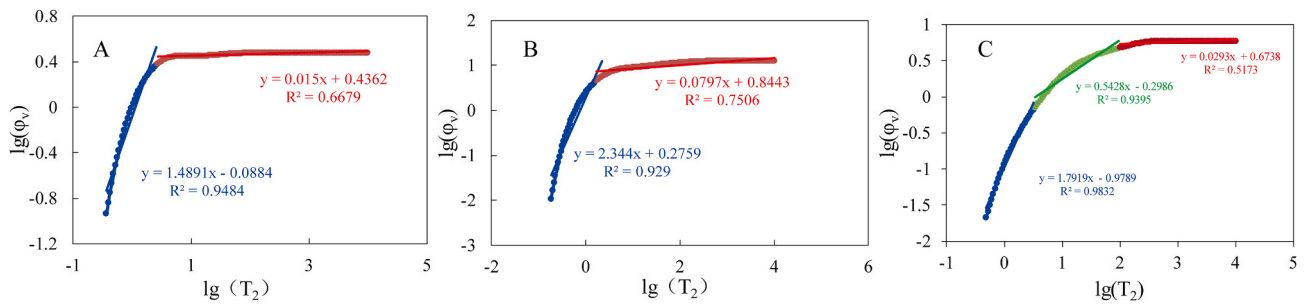 A
0.8
0.4
0
-0.4
-0.8
-1.2
-1
1
3
5
lg(φv)
lg（T2）
y = 0.015x + 0.4362
R² = 0.6679
y = 1.4891x - 0.0884
R² = 0.9484
B
3
2
1
0
-1
-2
-3
-2
0
2
4
6
lg(φv)
lg（T2）
y = 0.0797x + 0.8443
R² = 0.7506
y = 2.344x + 0.2759
R² = 0.929
C
1
0.5
0
-0.5
-1
-1.5
-2
-1
0
1
2
3
4
5
lg(φv)
lg(T2)
y = 0.0293x + 0.6738
R² = 0.5173
y = 0.5428x - 0.2986
R² = 0.9395
y = 1.7919x - 0.9789
R² = 0.9832